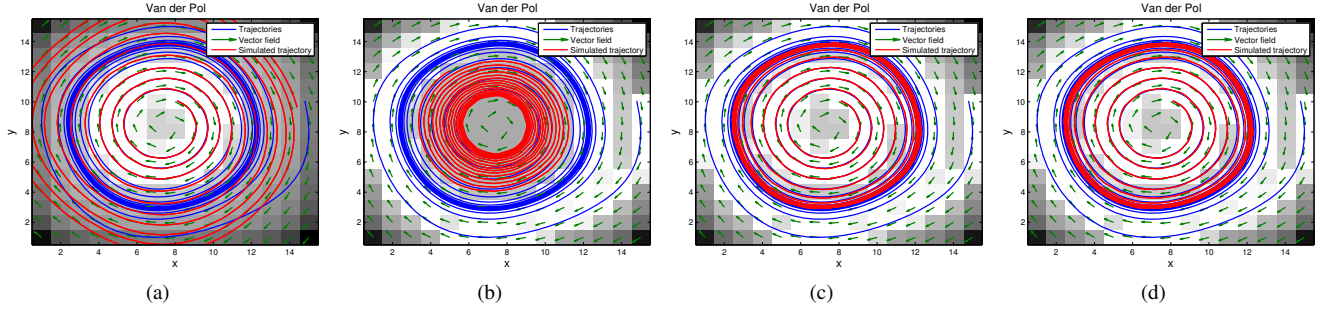 Van der Pol
Trajectories
Vector field
Simulated trajectory
14
12
10
8
6
4
2
y
2 4 6 8 10 12 14
x
(a)
Van der Pol
Trajectories
Vector field
Simulated trajectory
14
12
10
8
6
4
2
y
2 4 6 8 10 12 14
x
(b)
Van der Pol
Trajectories
Vector field
Simulated trajectory
14
12
10
8
6
4
2
y
2 4 6 8 10 12 14
x
(c)
Van der Pol
Trajectories
Vector field
Simulated trajectory
14
12
10
8
6
4
2
y
2 4 6 8 10 12 14
x
(d)